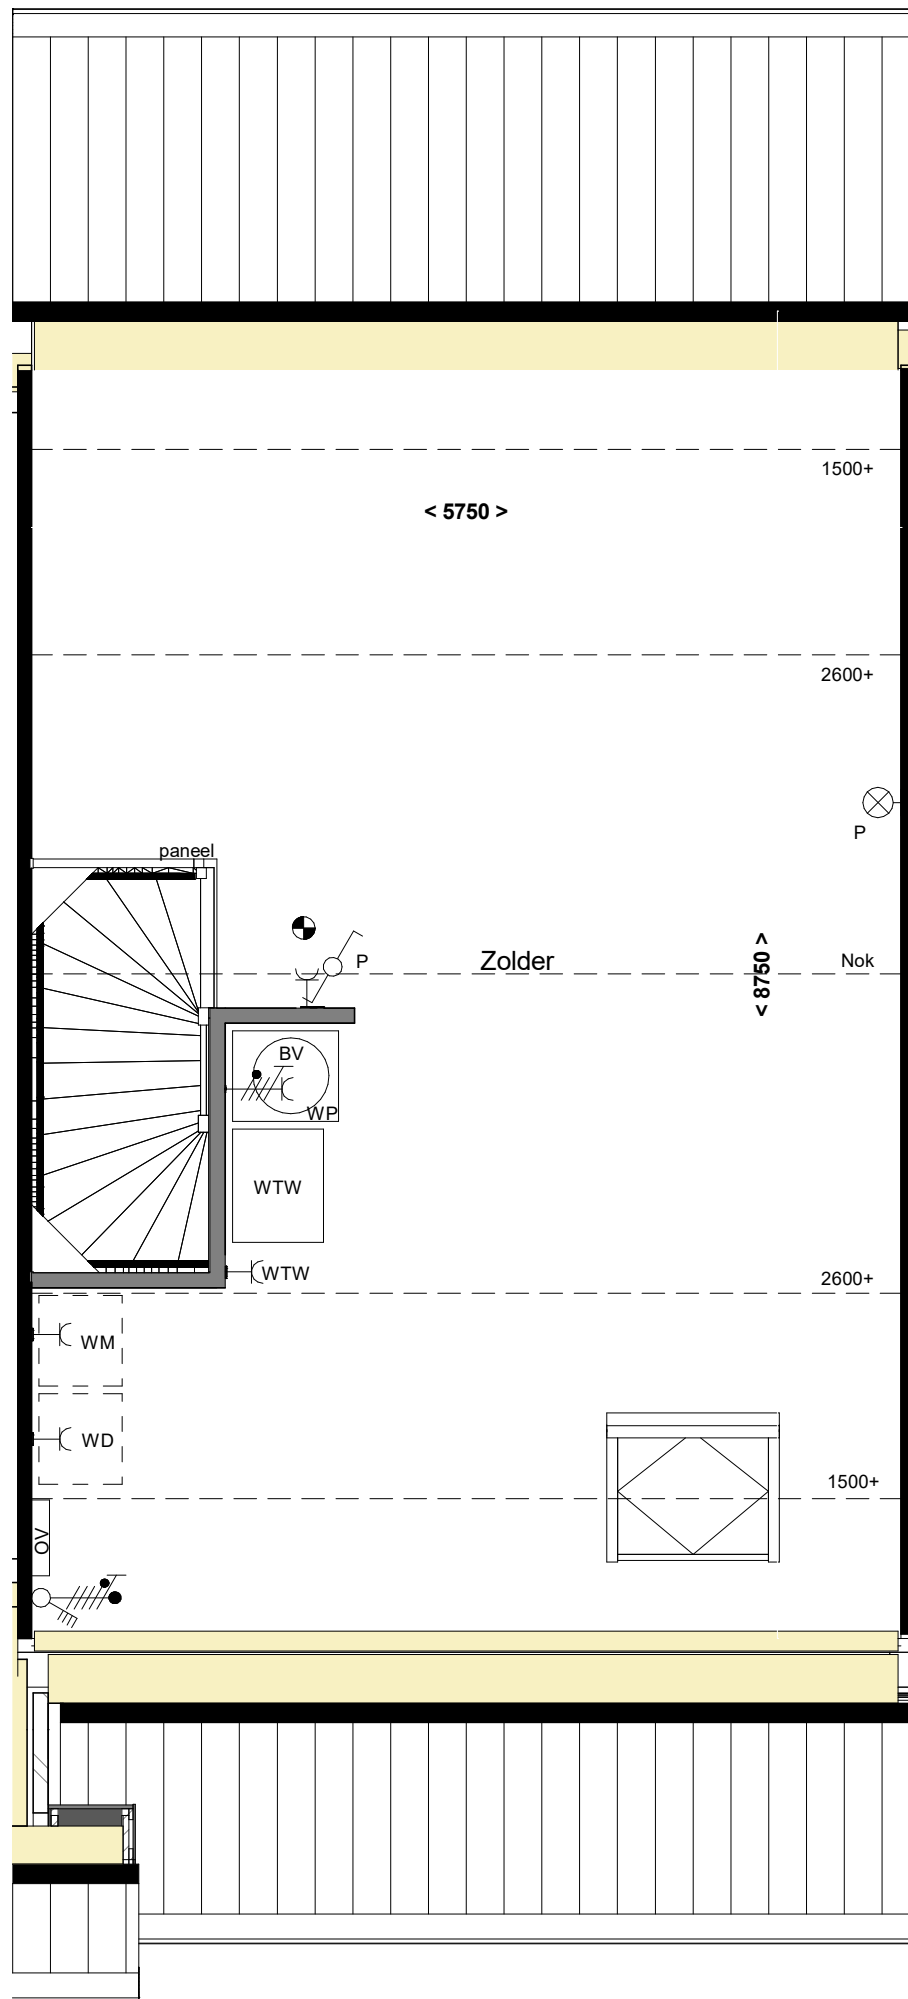 1500+
< 5750 >
2600+
P
paneel
P
Zolder
< 8750 >
Nok
BV
WP
WTW
WTW
2600+
WM
WD
1500+
OV